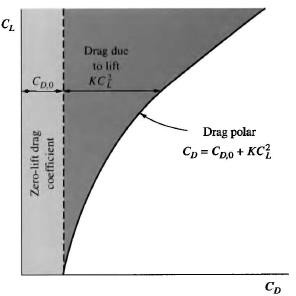 C_L
Drag due
to lift
KC_L^2
C_{D,0}
Zero-lift drag
coefficient
Drag polar
C_D = C_{D,0} + KC_L^2
C_D